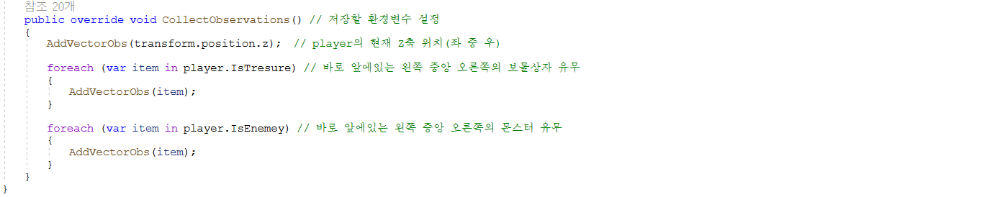 참조 20개
public override void CollectObservations() // 저장할 환경변수 설정
{
AddVectorObs(transform.position.z); // player의 현재 Z축 위치(좌 중 우)
foreach (var item in player.IsTresure) // 바로 앞에있는 왼쪽 중앙 오른쪽의 보물상자 유무
{
AddVectorObs(item);
}
foreach (var item in player.IsEnemey) // 바로 앞에있는 왼쪽 중앙 오른쪽의 몬스터 유무
{
AddVectorObs(item);
}
}
}